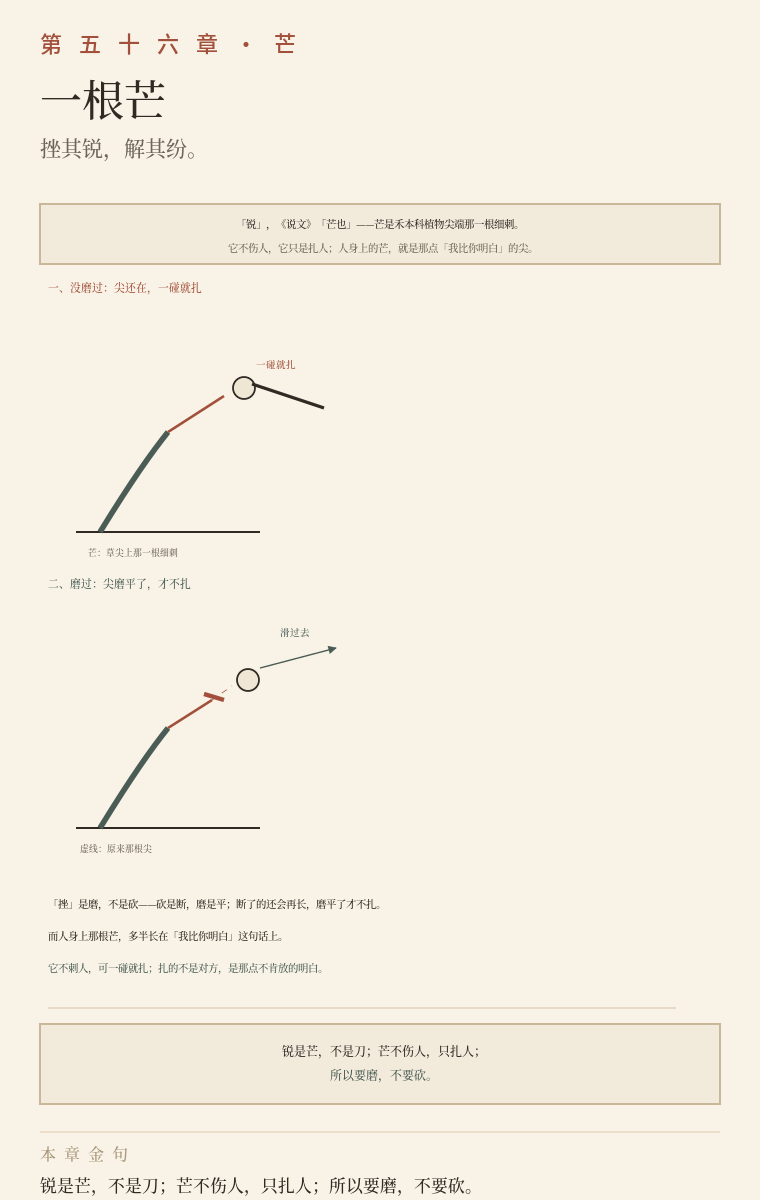 第五十六章·芒
一根芒
挫其锐，解其纷。
「锐」，《说文》「芒也」——芒是禾本科植物尖端那一根细刺。
它不伤人，它只是扎人；人身上的芒，就是那点「我比你明白」的尖。
一、没磨过：尖还在，一碰就扎
一碰就扎
芒：草尖上那一根细刺
二、磨过：尖磨平了，才不扎
滑过去
虚线：原来那根尖
「挫」是磨，不是砍——砍是断，磨是平；断了的还会再长，磨平了才不扎。
而人身上那根芒，多半长在「我比你明白」这句话上。
它不刺人，可一碰就扎；扎的不是对方，是那点不肯放的明白。
锐是芒，不是刀；芒不伤人，只扎人；
所以要磨，不要砍。
本章金句
锐是芒，不是刀；芒不伤人，只扎人；所以要磨，不要砍。